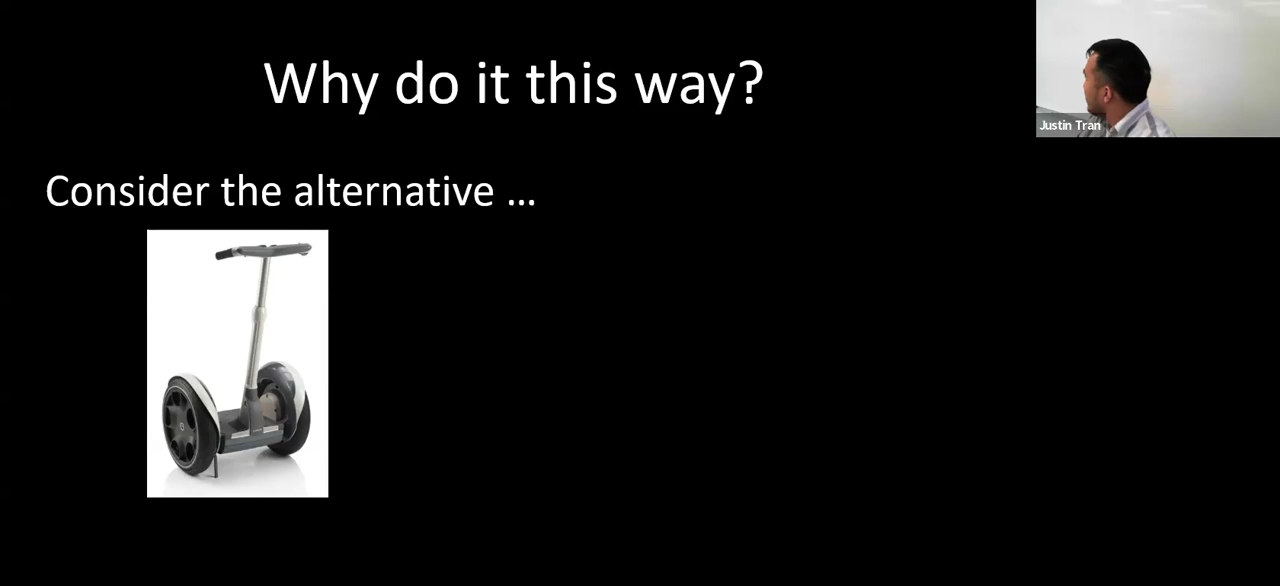 Why do it this way?
Justin Tran
Consider the alternative ...